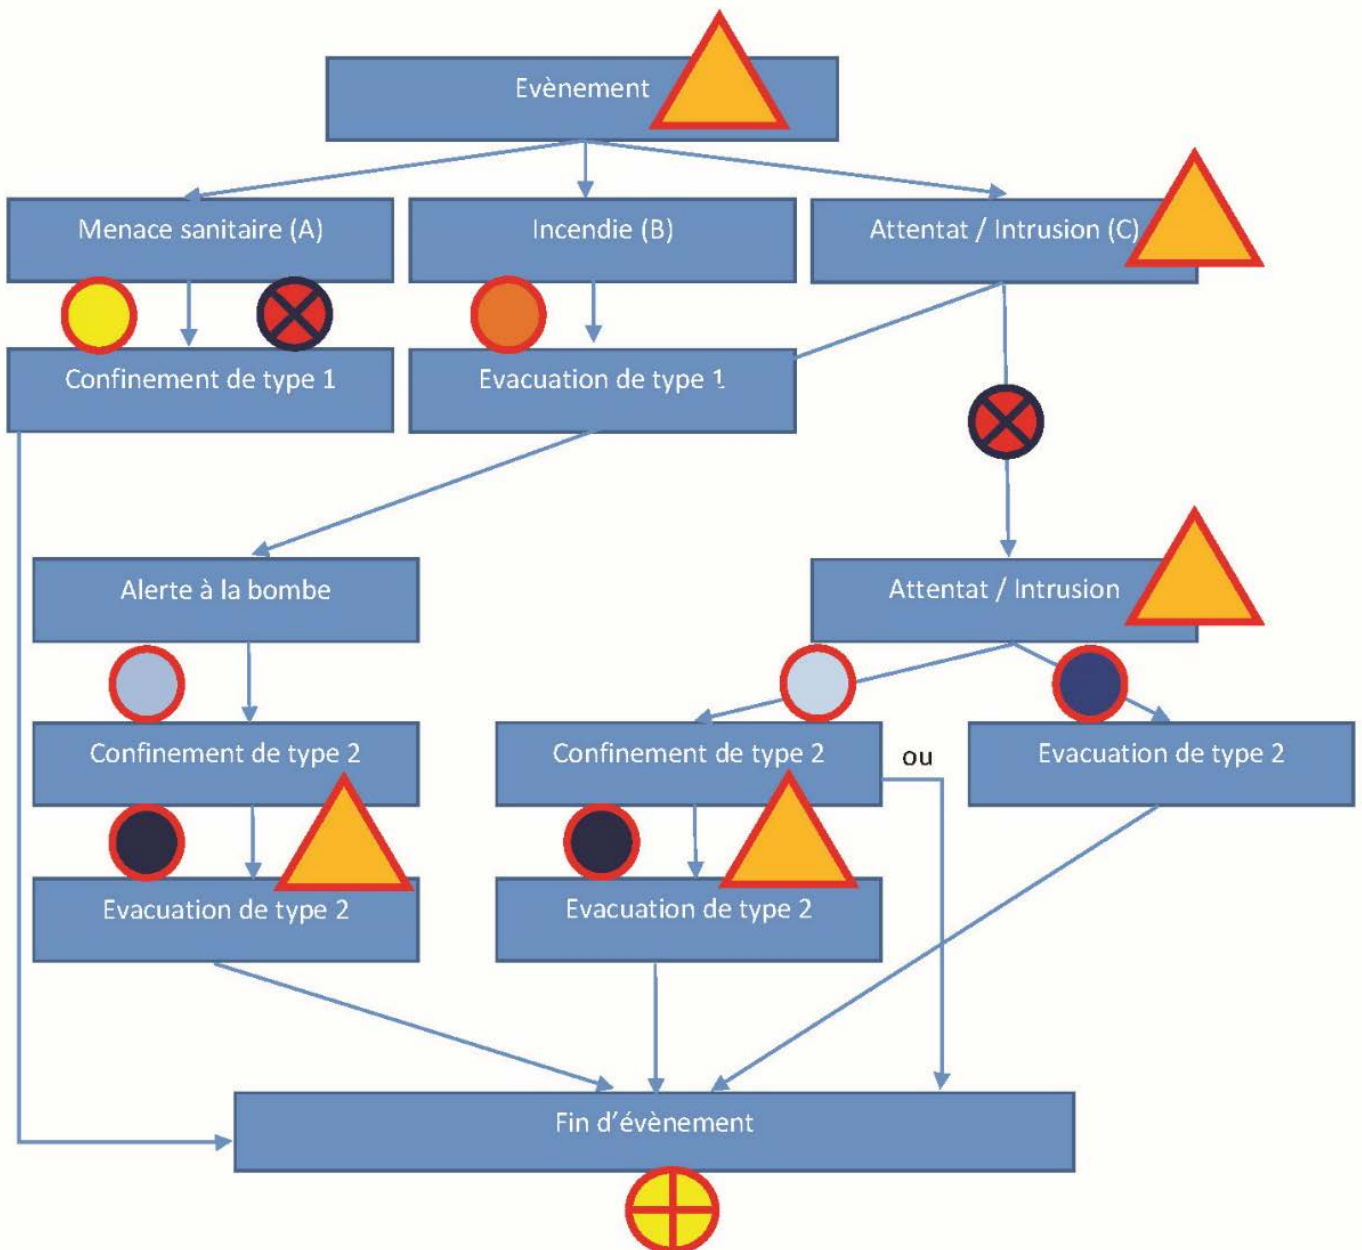 Evènement
Menace sanitaire (A)
Incendie (B)
Attentat / Intrusion (C)
Confinement de type 1
Evacuation de type 1
Alerte à la bombe
Attentat / Intrusion
Confinement de type 2
Confinement de type 2
ou
Evacuation de type 2
Evacuation de type 2
Evacuation de type 2
Fin d'évènement